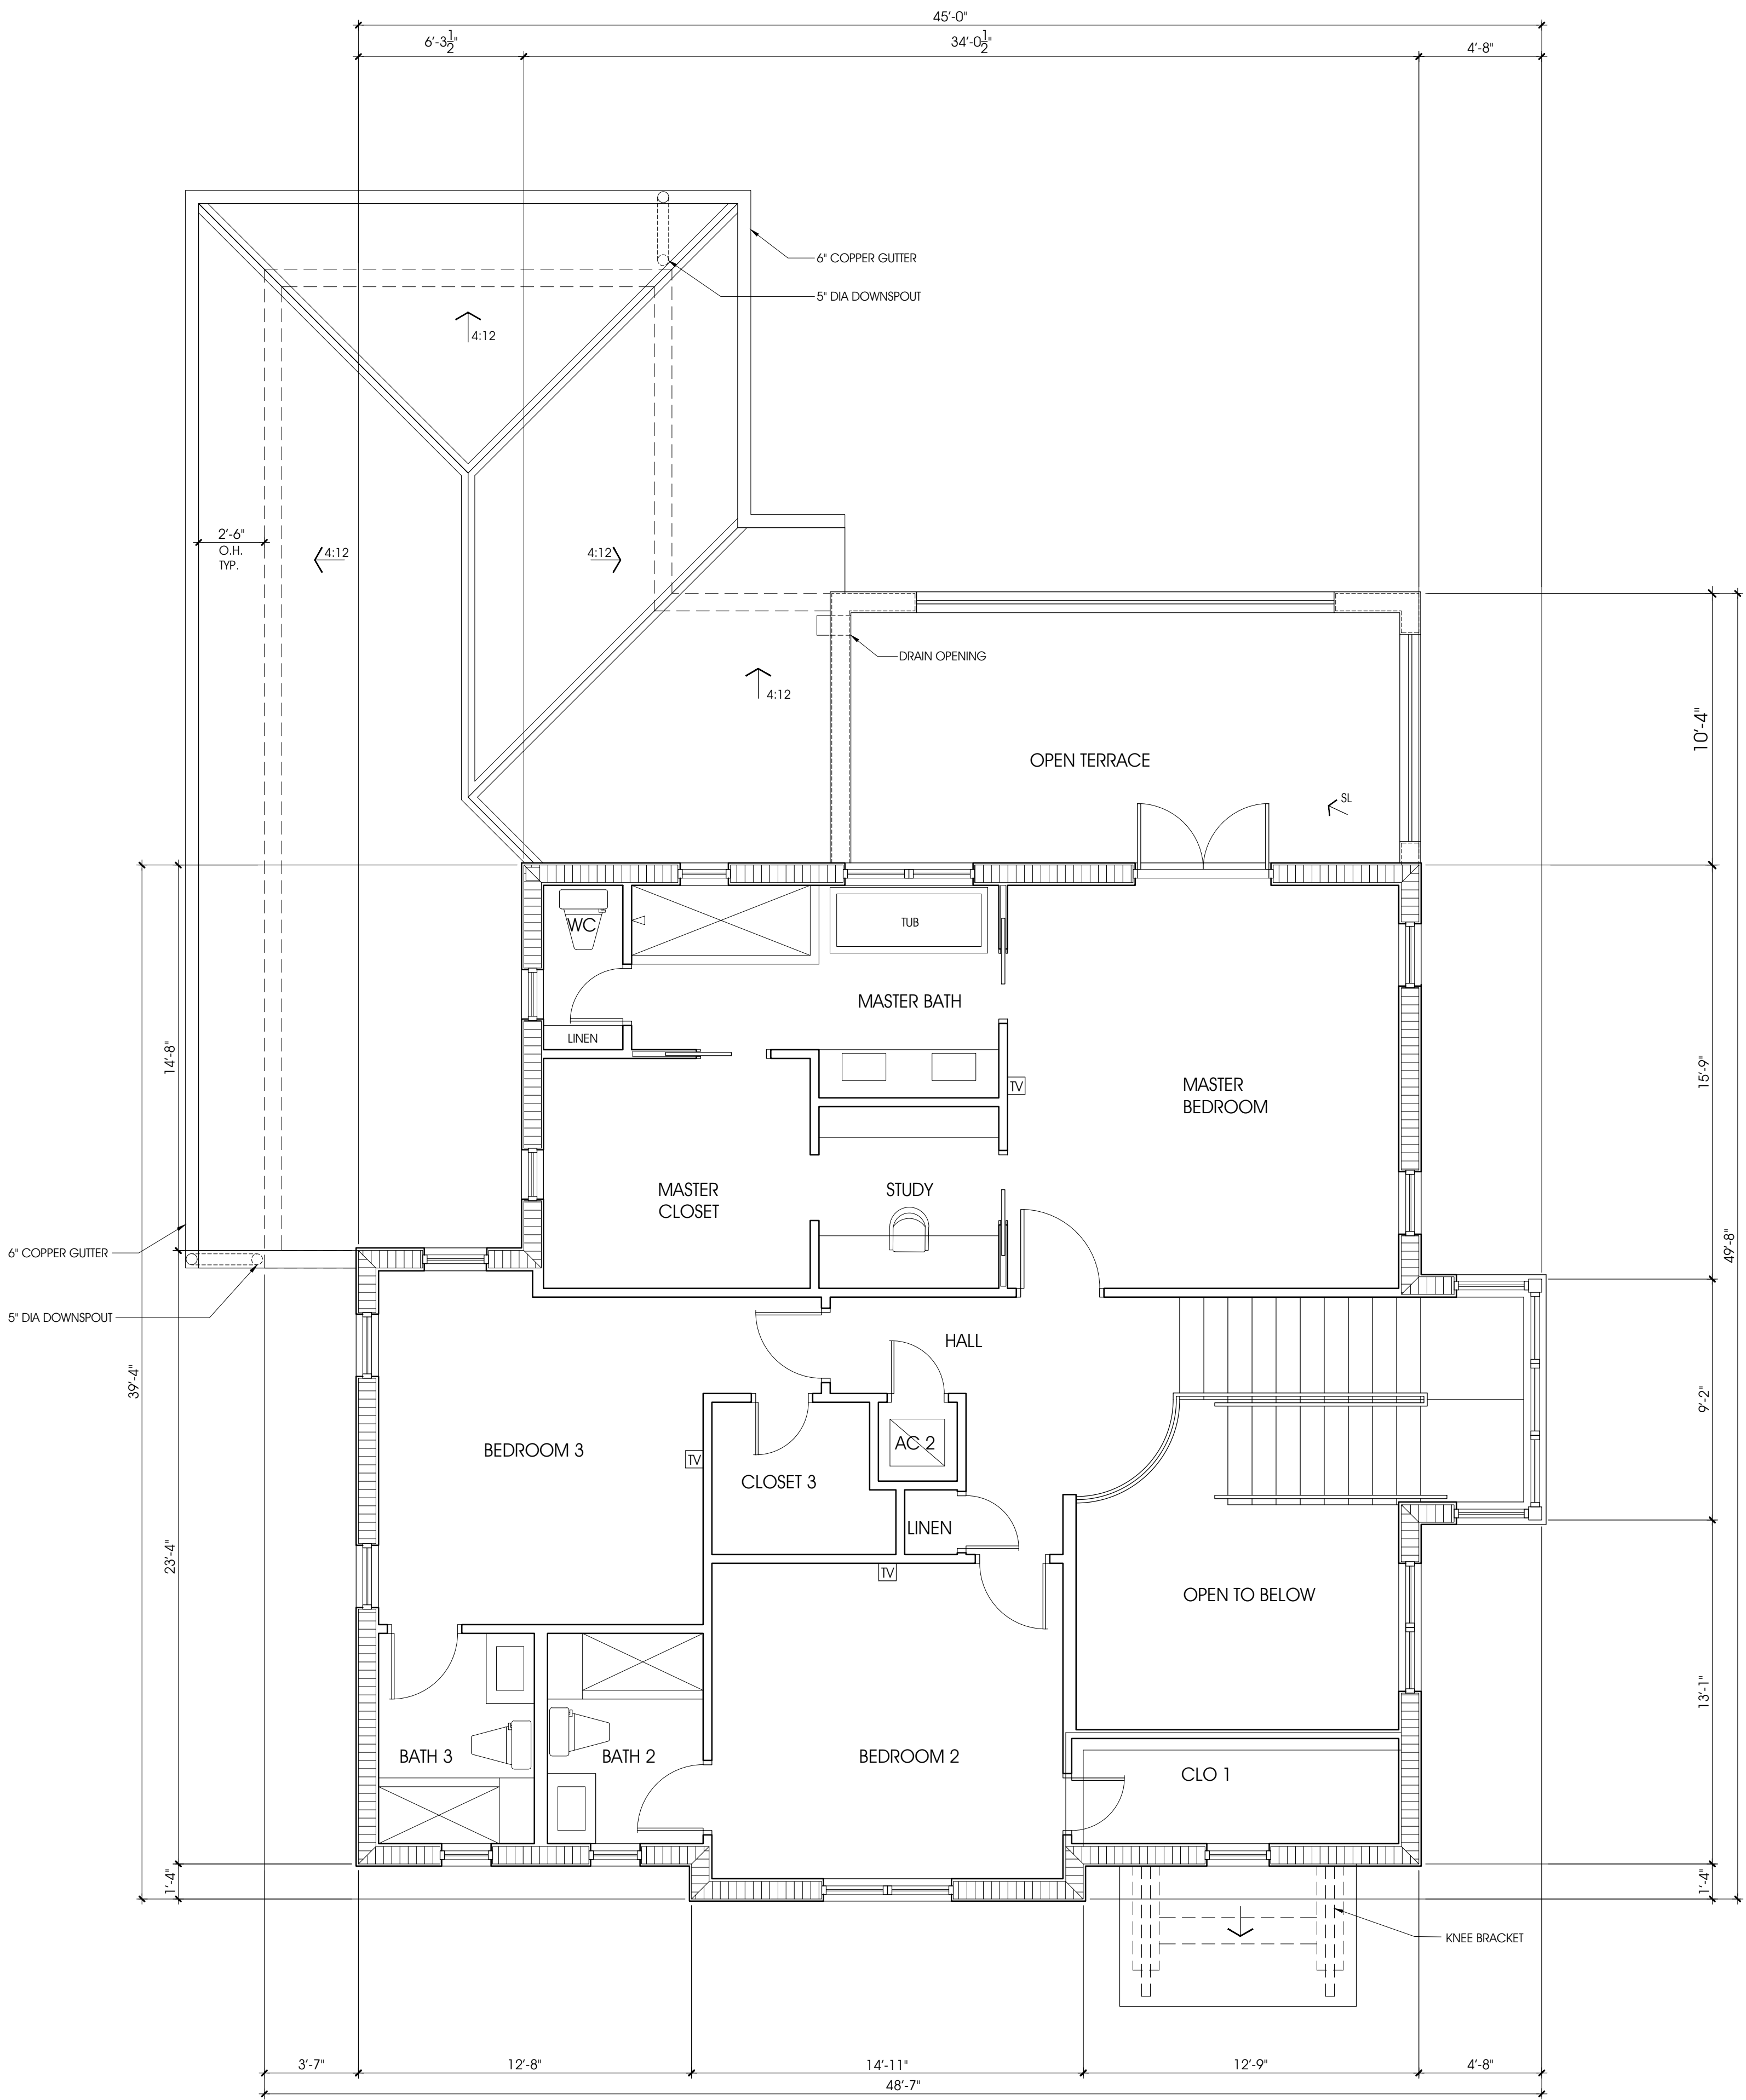 45'-0"
6'-3 1/2"
34'-0 1/2"
4'-8"
6" COPPER GUTTER
5" DIA DOWNSPOUT
4:12
2'-6"
O.H.
TYP.
4:12
4:12
DRAIN OPENING
4:12
10'-4"
OPEN TERRACE
SL
WC
TUB
MASTER BATH
LINEN
14'-8"
15'-9"
TV
MASTER
BEDROOM
MASTER
CLOSET
STUDY
49'-8"
6" COPPER GUTTER
5" DIA DOWNSPOUT
HALL
39'-4"
9'-2"
BEDROOM 3
TV
AC 2
CLOSET 3
LINEN
23'-4"
TV
OPEN TO BELOW
13'-1"
BATH 3
BATH 2
BEDROOM 2
CLO 1
1'-4"
1'-4"
KNEE BRACKET
3'-7"
12'-8"
14'-11"
12'-9"
4'-8"
48'-7"